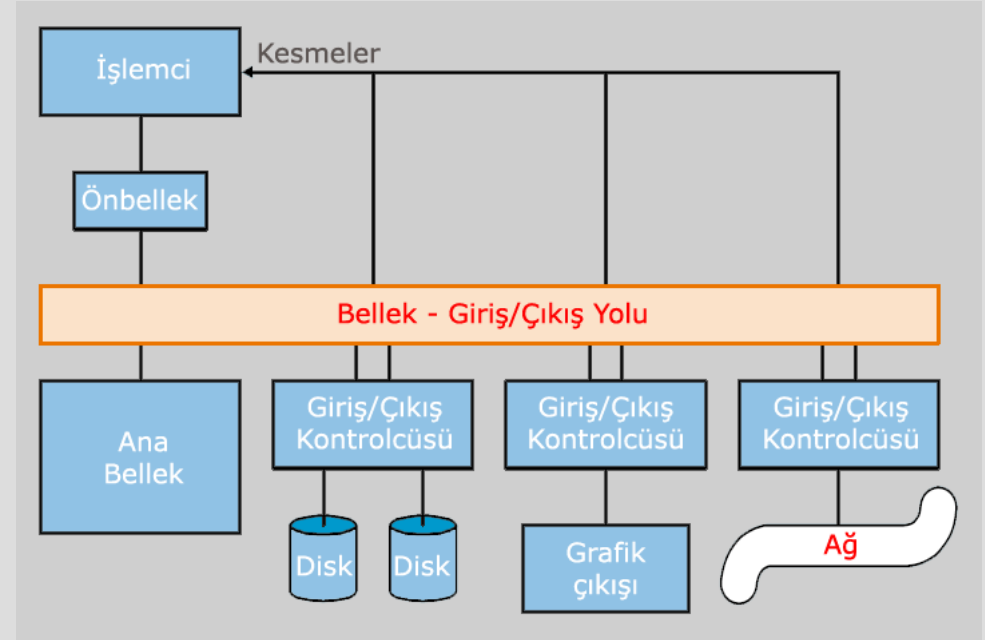 İşlemci
Kesmeler
Önbellek
Bellek - Giriş/Çıkış Yolu
Ana
Bellek
Giriş/Çıkış
Kontrolcüsü
Giriş/Çıkış
Kontrolcüsü
Giriş/Çıkış
Kontrolcüsü
Disk
Disk
Grafik
çıkışı
Ağ